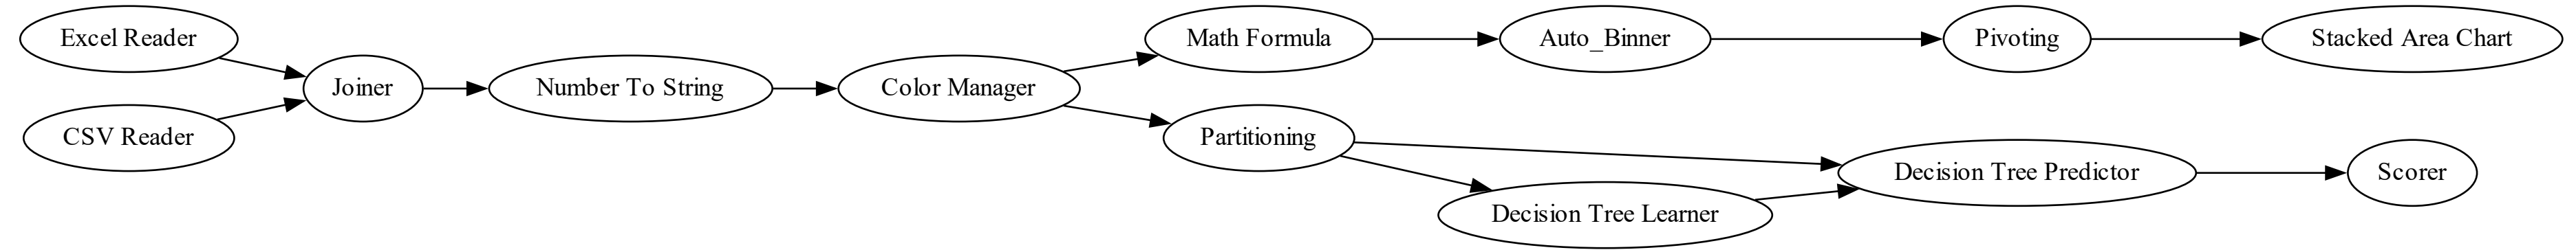 Excel Reader
CSV Reader
Joiner
Number To String
Color Manager
Math Formula
Auto_Binner
Pivoting
Stacked Area Chart
Partitioning
Decision Tree Learner
Decision Tree Predictor
Scorer